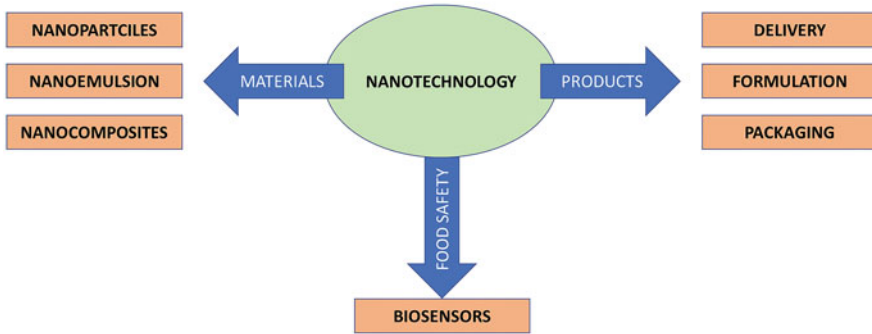 NANOPARTCILES
NANOEMULSION
NANOCOMPOSITES
MATERIALS
NANOTECHNOLOGY
PRODUCTS
DELIVERY
FORMULATION
PACKAGING
FOOD SAFETY
BIOSENSORS